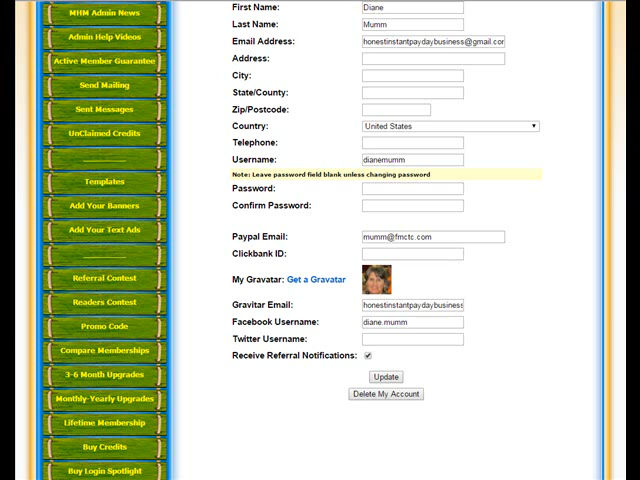 MHM Admin News
Admin Help Videos
Active Member Guarantee
Send Mailing
Sent Messages
UnClaimed Credits
Templates
Add Your Banners
Add Your Text Ads
Referral Contest
Readers Contest
Promo Code
Compare Memberships
3-6 Month Upgrades
Monthly-Yearly Upgrades
Lifetime Membership
Buy Credits
Buy Login Spotlight
First Name: Diane
Last Name: Mumm
Email Address: honestinstantpaydaybusiness@gmail.cor
Address:
City:
State/County:
Zip/Postcode:
Country: United States
Telephone:
Username: dianemumm
Note: Leave password field blank unless changing password
Password:
Confirm Password:
Paypal Email: mumm@fmctc.com
Clickbank ID:
My Gravatar: Get a Gravatar
Gravitar Email: honestinstantpaydaybusiness
Facebook Username: diane.mumm
Twitter Username:
Receive Referral Notifications:
Update
Delete My Account